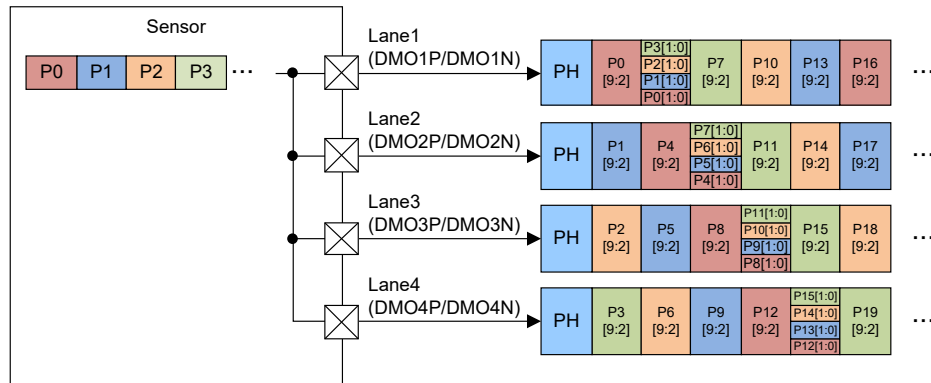 Sensor
P0 P1 P2 P3 ···
Lane1
(DMO1P/DMO1N)
PH
P0
[9:2]
P3[1:0]
P2[1:0]
P1[1:0]
P0[1:0]
P7
[9:2]
P10
[9:2]
P13
[9:2]
P16
[9:2]
···
Lane2
(DMO2P/DMO2N)
PH
P1
[9:2]
P4
[9:2]
P7[1:0]
P6[1:0]
P5[1:0]
P4[1:0]
P11
[9:2]
P14
[9:2]
P17
[9:2]
···
Lane3
(DMO3P/DMO3N)
PH
P2
[9:2]
P5
[9:2]
P8
[9:2]
P11[1:0]
P10[1:0]
P9[1:0]
P8[1:0]
P15
[9:2]
P18
[9:2]
···
Lane4
(DMO4P/DMO4N)
PH
P3
[9:2]
P6
[9:2]
P9
[9:2]
P12
[9:2]
P15[1:0]
P14[1:0]
P13[1:0]
P12[1:0]
P19
[9:2]
···